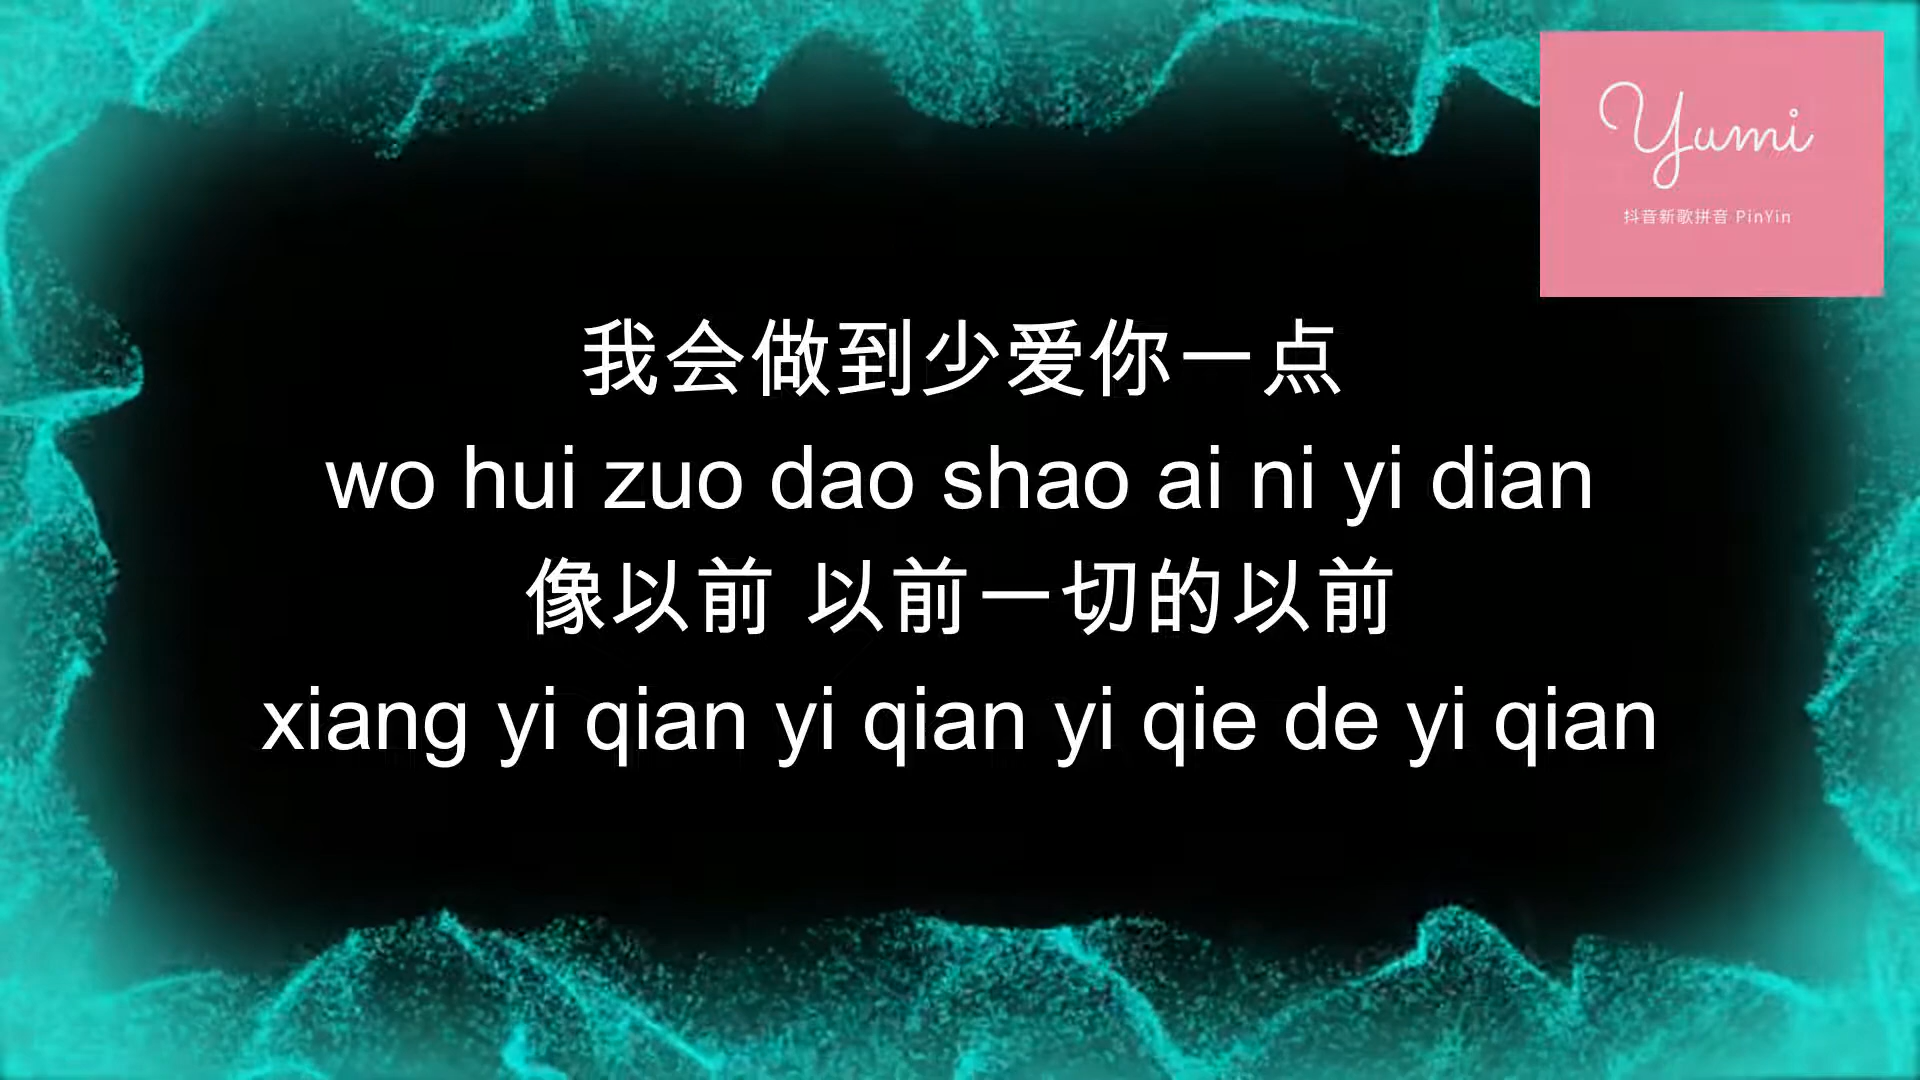 Yumi
抖音新歌拼音 PinYin
我会做到少爱你一点
wo hui zuo dao shao ai ni yi dian
像以前 以前一切的以前
xiang yi qian yi qian yi qie de yi qian